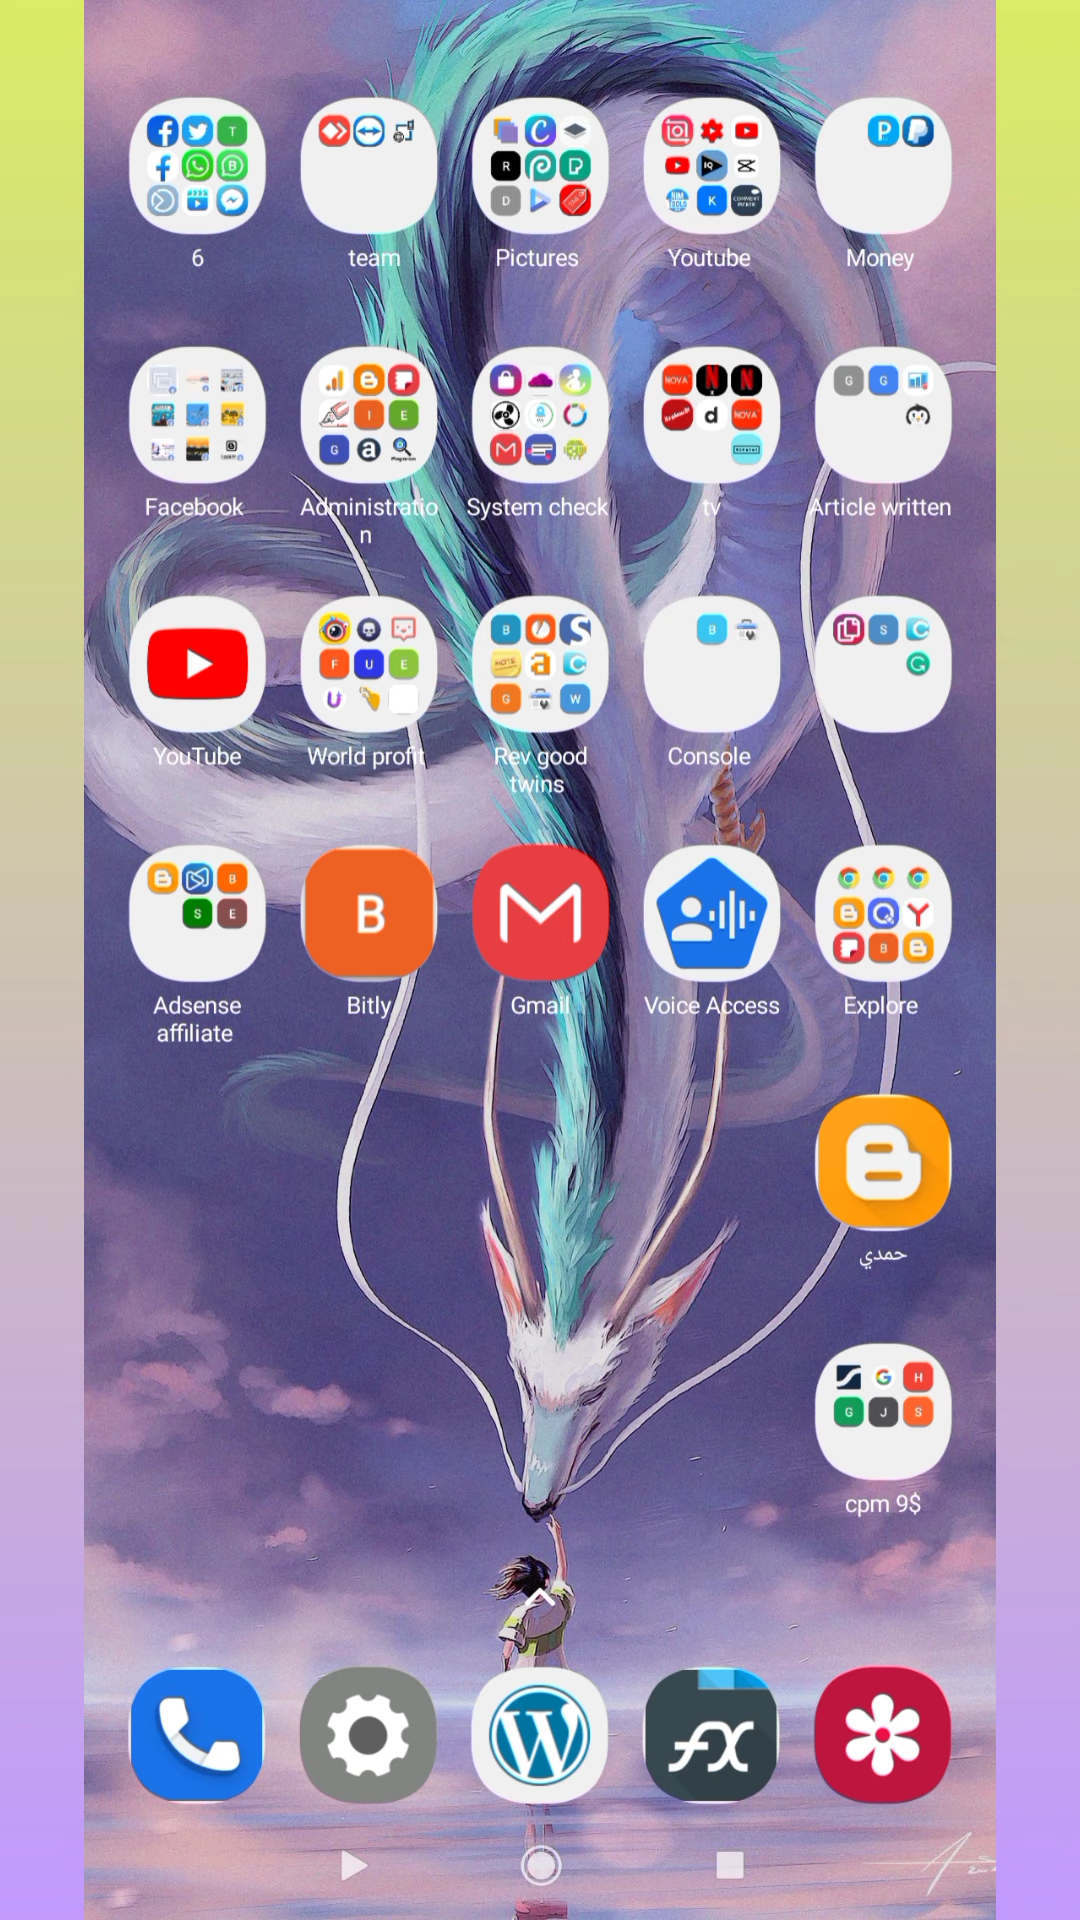 6
team
Pictures
Youtube
Money
Facebook
Administratio
n
System check
tv
Article written
YouTube
World profit
Rev good
twins
Console
Adsense
affiliate
B
Bitly
Gmail
Voice Access
Explore
حمدي
cpm 9$
W
fx